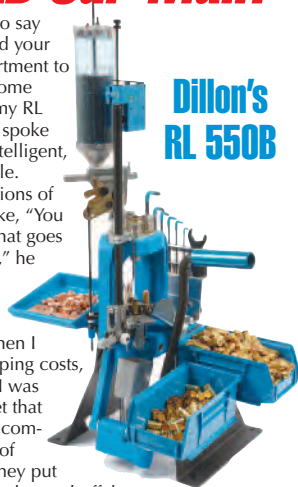 o say
d your
rtment to
ome
my RL
spoke
telligent,
le.
ions of
ke, “You
hat goes
,” he
hen I
ping costs,
I was
et that
com-
of
hey put
Dillon's
RL 550B